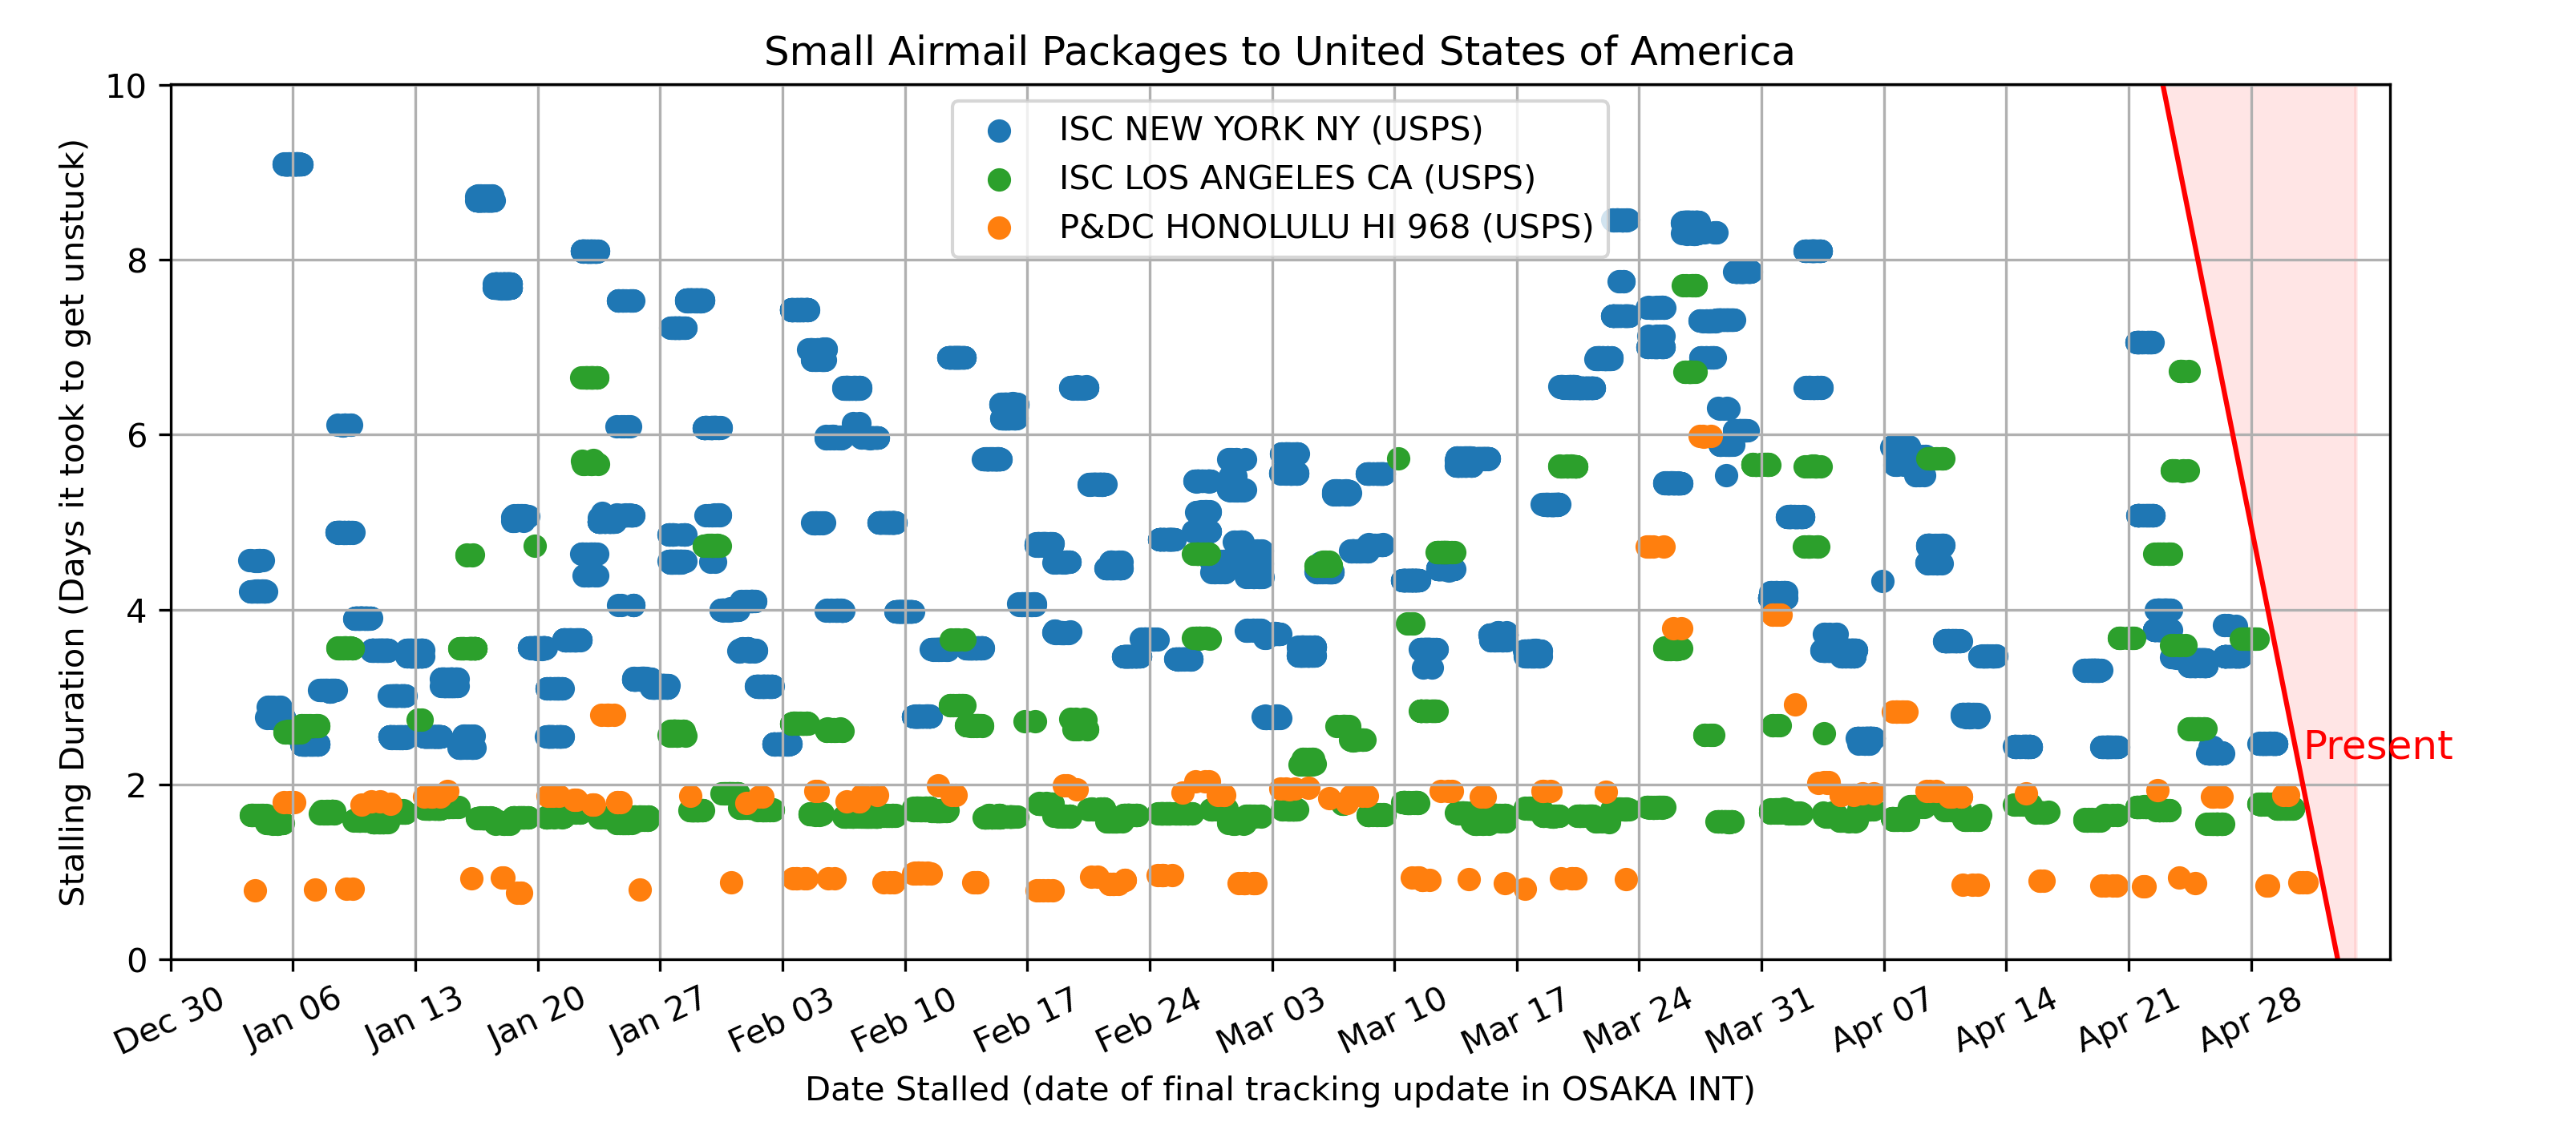 Small Airmail Packages to United States of America
Stalling Duration (Days it took to get unstuck)
10
8
6
4
2
0
ISC NEW YORK NY (USPS)
ISC LOS ANGELES CA (USPS)
P&DC HONOLULU HI 968 (USPS)
Present
Dec 30
Jan 06
Jan 13
Jan 20
Jan 27
Feb 03
Feb 10
Feb 17
Feb 24
Mar 03
Mar 10
Mar 17
Mar 24
Mar 31
Apr 07
Apr 14
Apr 21
Apr 28
Date Stalled (date of final tracking update in OSAKA INT)